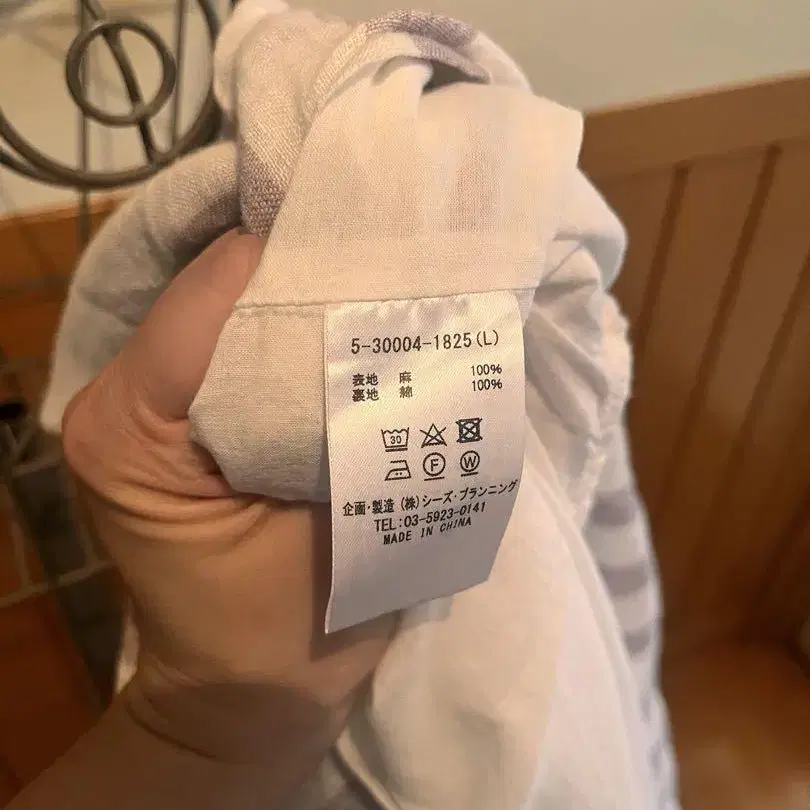 5-30004-1825(L)
表地 麻 100%
裏地 綿 100%
30
F W
企画・製造 (株)シーズ・プランニング
TEL:03-5923-0141
MADE IN CHINA